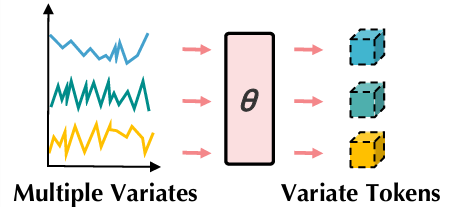 θ
Multiple Variates
Variate Tokens